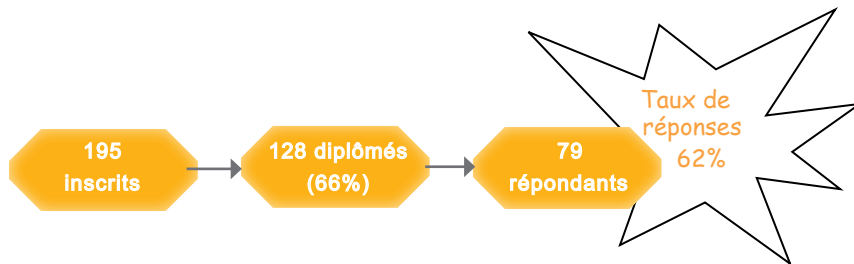 195
inscrits
128 diplômés
(66%)
79
répondants
Taux de
réponses
62%